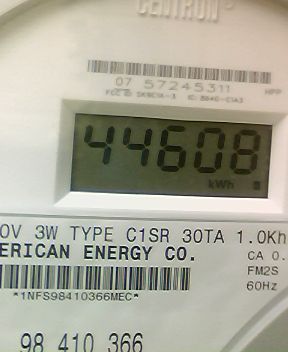 CENTRON
07 57245311
HPP
44608
kWh
0V 3W TYPE C1SR 30TA 1.0Kh
ERICAN ENERGY CO.
CA 0.
FM2S
60Hz
*1NFS98410366MEC*
98 410 366